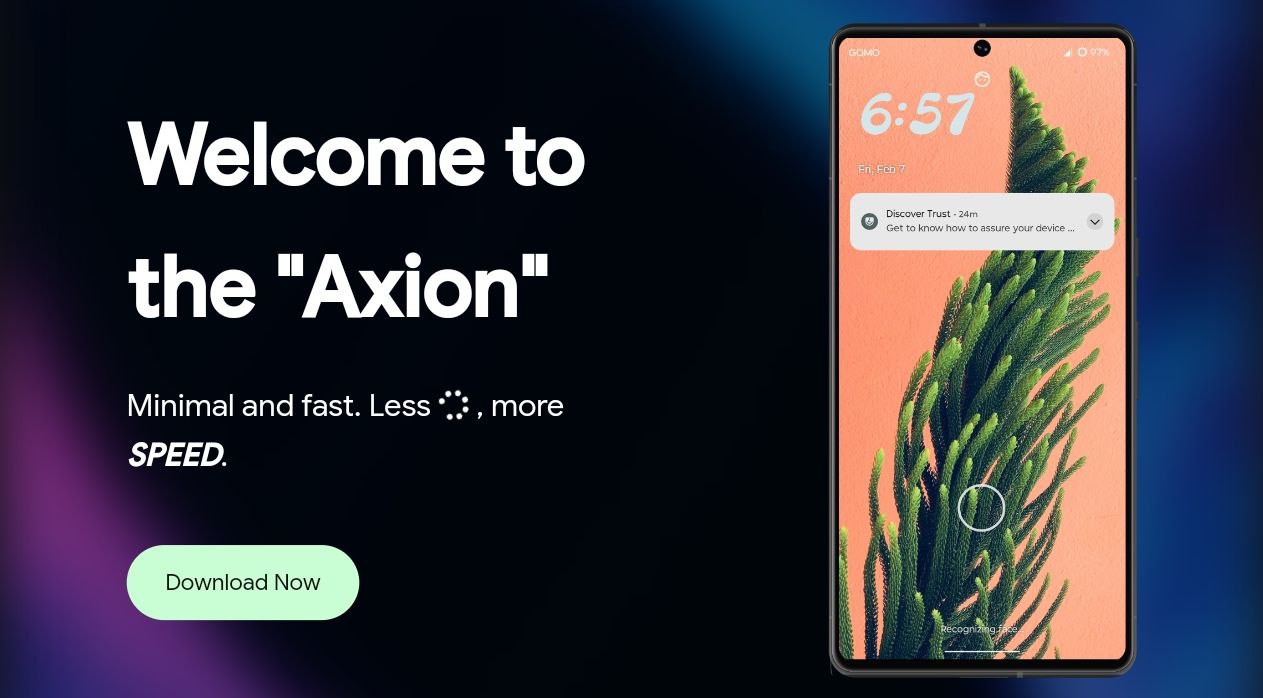 Welcome to
the "Axion"
Minimal and fast. Less , more
SPEED.
Download Now
GOMO
97%
6:57
Fri, Feb 7
Discover Trust • 24m
Get to know how to assure your device ...
Recognizing face...